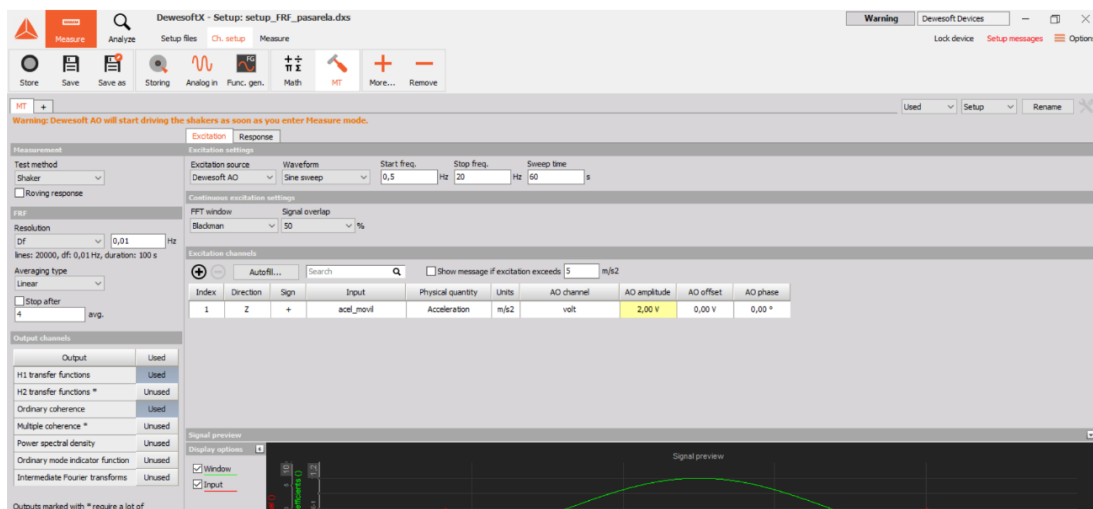 DewesoftX - Setup: setup_FRF_pasarela.dxs
Warning Dewesoft Devices
Measure Analyze Setup files Ch. setup Measure
Lock device Setup messages Option
Store Save Save as Storing Analog in Func. gen. Math MT More... Remove
FG
MT +
Used Setup Rename
Warning: Dewesoft AO will start driving the shakers as soon as you enter Measure mode.
Excitation Response
Measurement
Test method
Shaker
Roving response
FRF
Resolution
Df 0,01 Hz
lines: 20000, df: 0,01 Hz, duration: 100 s
Averaging type
Linear
Stop after
4 avg.
Output channels
Output Used
H1 transfer functions Used
H2 transfer functions * Unused
Ordinary coherence Used
Multiple coherence * Unused
Power spectral density Unused
Ordinary mode indicator function Unused
Intermediate Fourier transforms Unused
Outputs marked with * require a lot of
Excitation settings
Excitation source Waveform Start freq. Stop freq. Sweep time
Dewesoft AO Sine sweep 0,5 Hz 20 Hz 60 s
Continuous excitation settings
FFT window Signal overlap
Blackman 50 %
Excitation channels
Autofil... Search Show message if excitation exceeds 5 m/s2
Index Direction Sign Input Physical quantity Units AO channel AO amplitude AO offset AO phase
1 Z + acel_movil Acceleration m/s2 volt 2,00 V 0,00 V 0,00 °
Signal preview
Display options
Window
Input
Signal preview
10
1,2